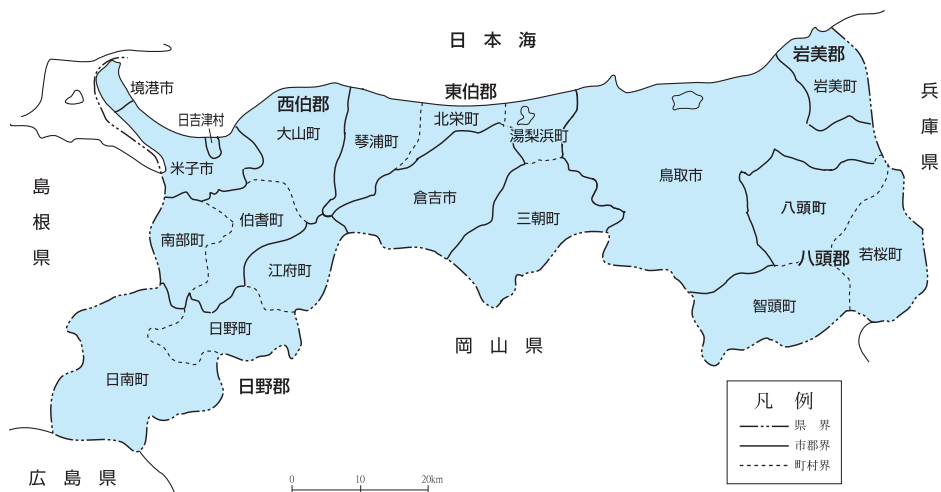 日本海
岩美郡
岩美町
兵庫県
境港市
西伯郡
東伯郡
日吉津村
大山町
北栄町
琴浦町
湯梨浜町
米子市
鳥取市
島根県
倉吉市
八頭町
伯耆町
三朝町
南部町
八頭郡
若桜町
江府町
智頭町
日野町
岡山県
日南町
日野郡
凡例
県界
市郡界
町村界
広島県
0 10 20km